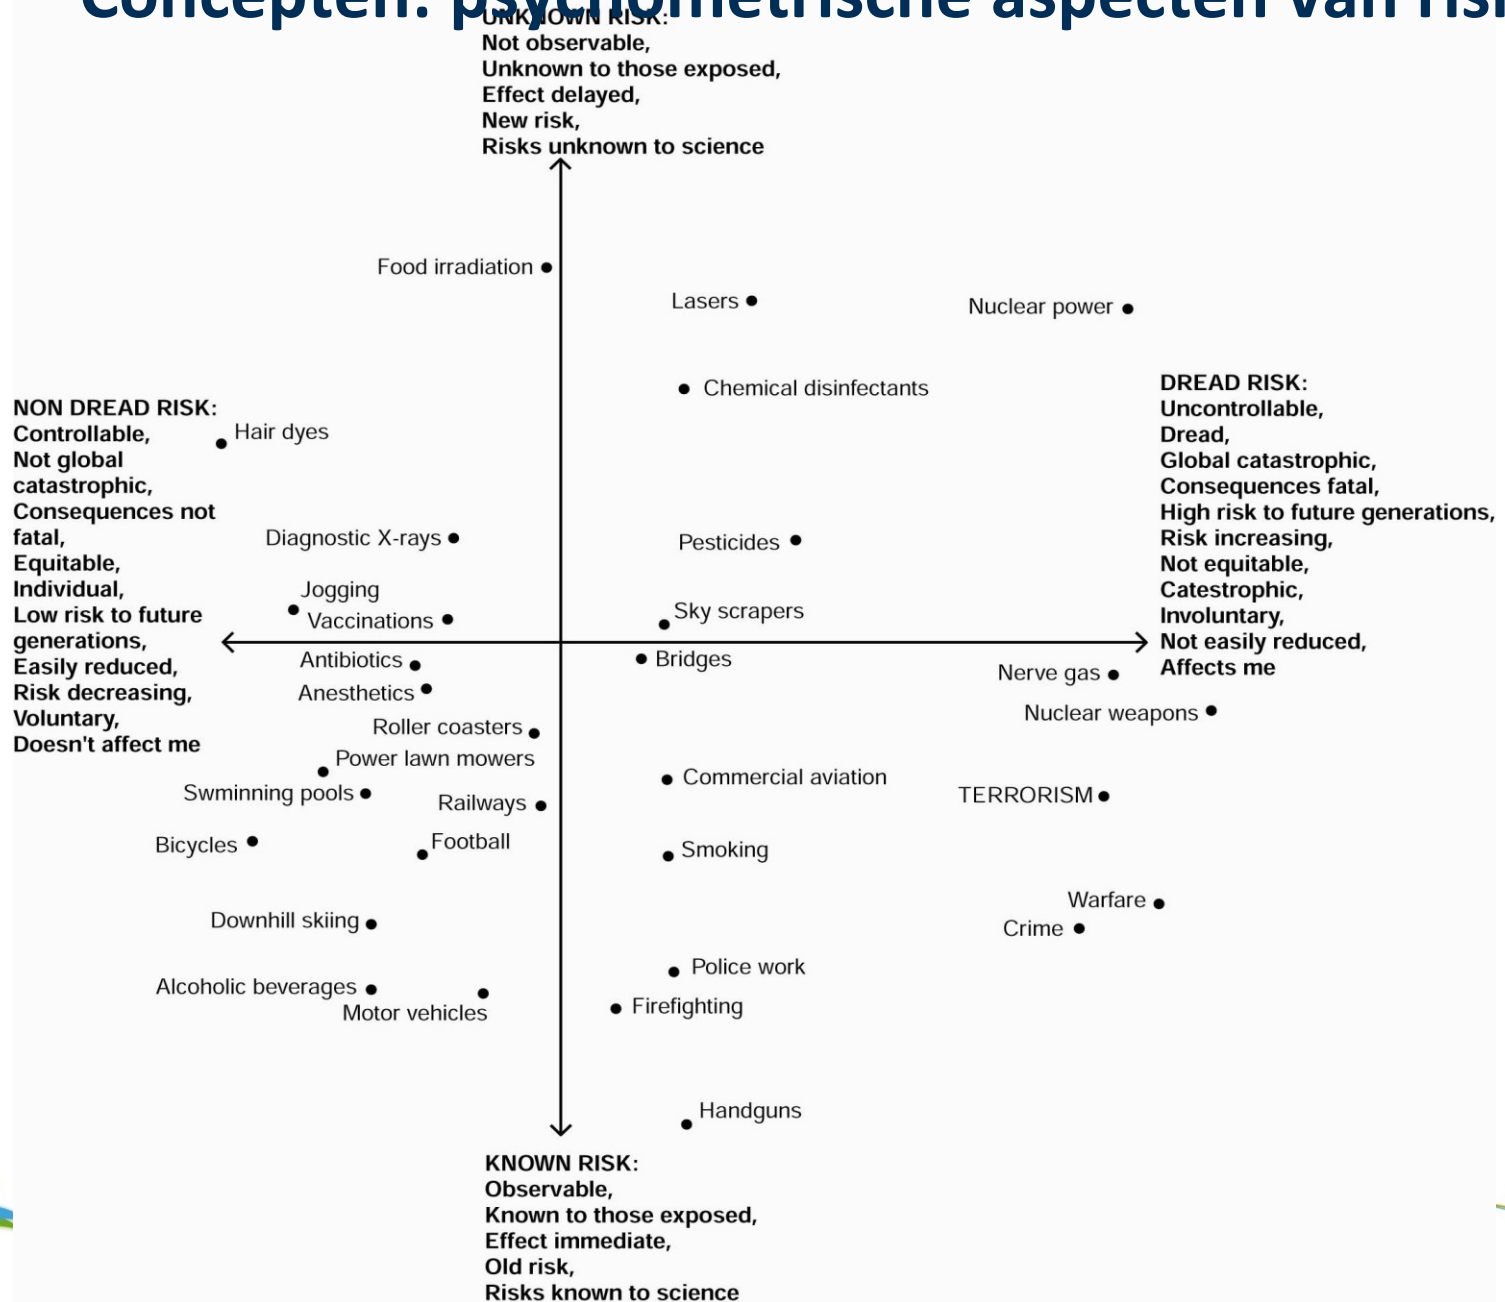 Concepten: psychometrische aspecten van risi
UNKNOWN RISK:
Not observable,
Unknown to those exposed,
Effect delayed,
New risk,
Risks unknown to science
Food irradiation
Lasers
Nuclear power
Chemical disinfectants
DREAD RISK:
Uncontrollable,
Dread,
Global catastrophic,
Consequences fatal,
High risk to future generations,
Risk increasing,
Not equitable,
Catestrophic,
Involuntary,
Not easily reduced,
Affects me
NON DREAD RISK:
Controllable,
Not global
catastrophic,
Consequences not
fatal,
Equitable,
Individual,
Low risk to future
generations,
Easily reduced,
Risk decreasing,
Voluntary,
Doesn't affect me
Hair dyes
Diagnostic X-rays
Pesticides
Jogging
Vaccinations
Sky scrapers
Antibiotics
Bridges
Anesthetics
Nerve gas
Nuclear weapons
Roller coasters
Power lawn mowers
Commercial aviation
Swminning pools
Railways
TERRORISM
Bicycles
Football
Smoking
Warfare
Downhill skiing
Crime
Police work
Alcoholic beverages
Motor vehicles
Firefighting
Handguns
KNOWN RISK:
Observable,
Known to those exposed,
Effect immediate,
Old risk,
Risks known to science